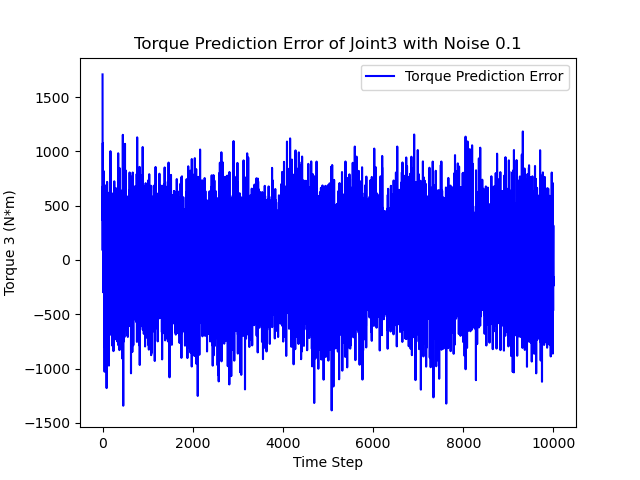 Torque Prediction Error of Joint3 with Noise 0.1
Torque Prediction Error
1500
1000
500
0
−500
−1000
−1500
Torque 3 (N*m)
0 2000 4000 6000 8000 10000
Time Step